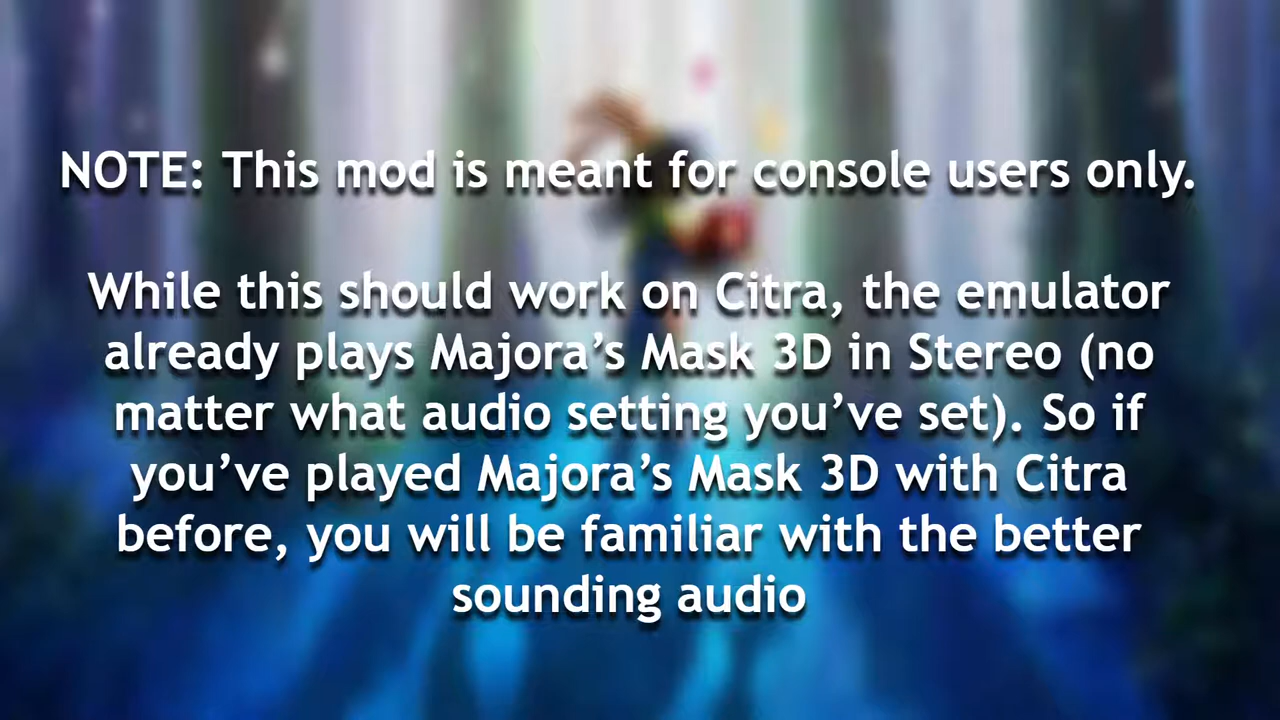 NOTE: This mod is meant for console users only.
While this should work on Citra, the emulator
already plays Majora’s Mask 3D in Stereo (no
matter what audio setting you’ve set). So if
you’ve played Majora’s Mask 3D with Citra
before, you will be familiar with the better
sounding audio